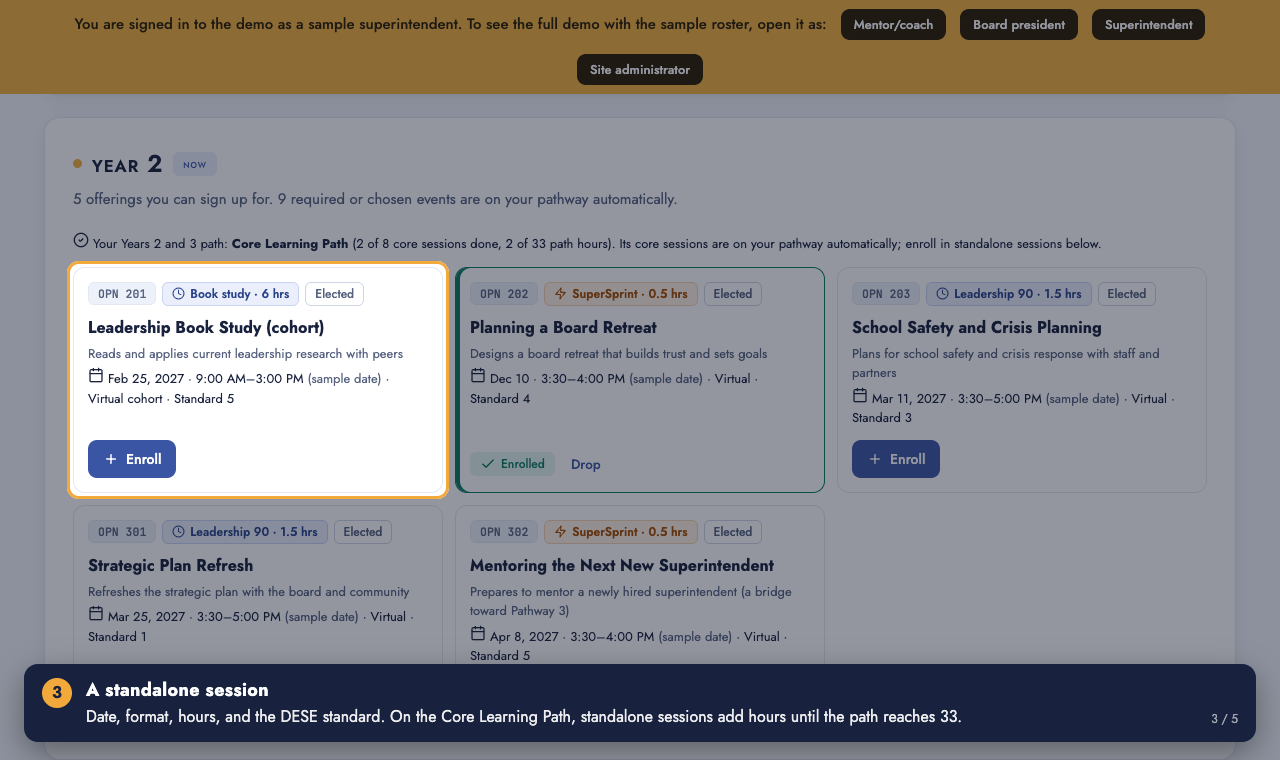 You are signed in to the demo as a sample superintendent. To see the full demo with the sample roster, open it as: Mentor/coach Board president Superintendent
Site administrator
YEAR 2 NOW
5 offerings you can sign up for. 9 required or chosen events are on your pathway automatically.
Your Years 2 and 3 path: Core Learning Path (2 of 8 core sessions done, 2 of 33 path hours). Its core sessions are on your pathway automatically; enroll in standalone sessions below.
OPN 201 Book study · 6 hrs Elected
Leadership Book Study (cohort)
Reads and applies current leadership research with peers
Feb 25, 2027 · 9:00 AM–3:00 PM (sample date) ·
Virtual cohort · Standard 5
+ Enroll
OPN 202 SuperSprint · 0.5 hrs Elected
Planning a Board Retreat
Designs a board retreat that builds trust and sets goals
Dec 10 · 3:30–4:00 PM (sample date) · Virtual ·
Standard 4
Enrolled Drop
OPN 203 Leadership 90 · 1.5 hrs Elected
School Safety and Crisis Planning
Plans for school safety and crisis response with staff and
partners
Mar 11, 2027 · 3:30–5:00 PM (sample date) · Virtual ·
Standard 3
+ Enroll
OPN 301 Leadership 90 · 1.5 hrs Elected
Strategic Plan Refresh
Refreshes the strategic plan with the board and community
Mar 25, 2027 · 3:30–5:00 PM (sample date) · Virtual ·
Standard 1
OPN 302 SuperSprint · 0.5 hrs Elected
Mentoring the Next New Superintendent
Prepares to mentor a newly hired superintendent (a bridge
toward Pathway 3)
Apr 8, 2027 · 3:30–4:00 PM (sample date) · Virtual ·
Standard 5
3 A standalone session
Date, format, hours, and the DESE standard. On the Core Learning Path, standalone sessions add hours until the path reaches 33.
3 / 5